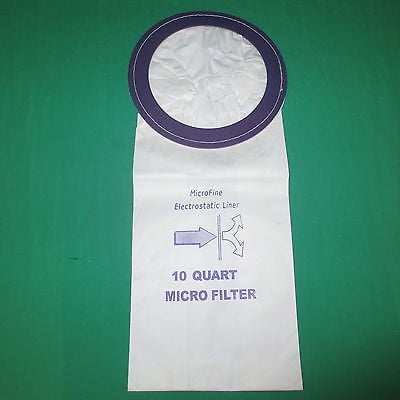 MicroFine
Electrostatic Liner
10 QUART
MICRO FILTER